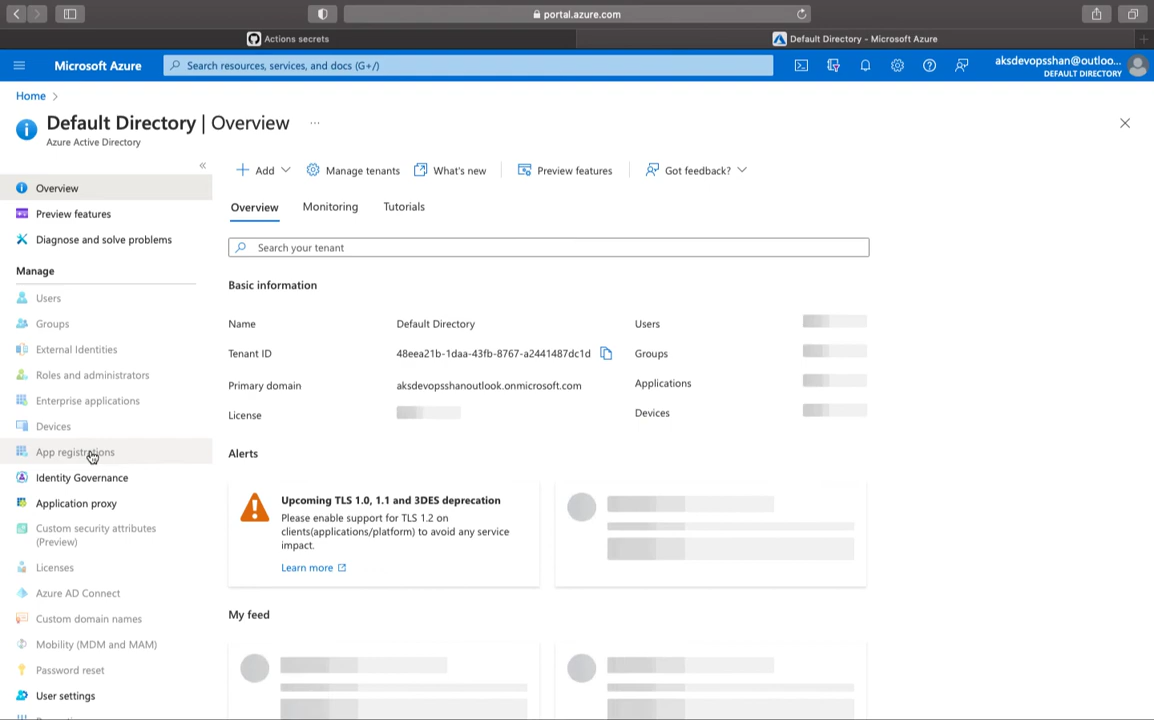 portal.azure.com
Actions secrets
Default Directory - Microsoft Azure
Microsoft Azure
Search resources, services, and docs (G+/)
aksdevopsshan@outloo...
DEFAULT DIRECTORY
Home
Default Directory | Overview
Azure Active Directory
Overview
Preview features
Diagnose and solve problems
Manage
Users
Groups
External Identities
Roles and administrators
Enterprise applications
Devices
App registrations
Identity Governance
Application proxy
Custom security attributes
(Preview)
Licenses
Azure AD Connect
Custom domain names
Mobility (MDM and MAM)
Password reset
User settings
Add
Manage tenants
What's new
Preview features
Got feedback?
Overview
Monitoring
Tutorials
Search your tenant
Basic information
Name
Default Directory
Users
Tenant ID
48eea21b-1daa-43fb-8767-a2441487dc1d
Groups
Primary domain
aksdevopsshanoutlook.onmicrosoft.com
Applications
License
Devices
Alerts
Upcoming TLS 1.0, 1.1 and 3DES deprecation
Please enable support for TLS 1.2 on
clients(applications/platform) to avoid any service
impact.
Learn more
My feed